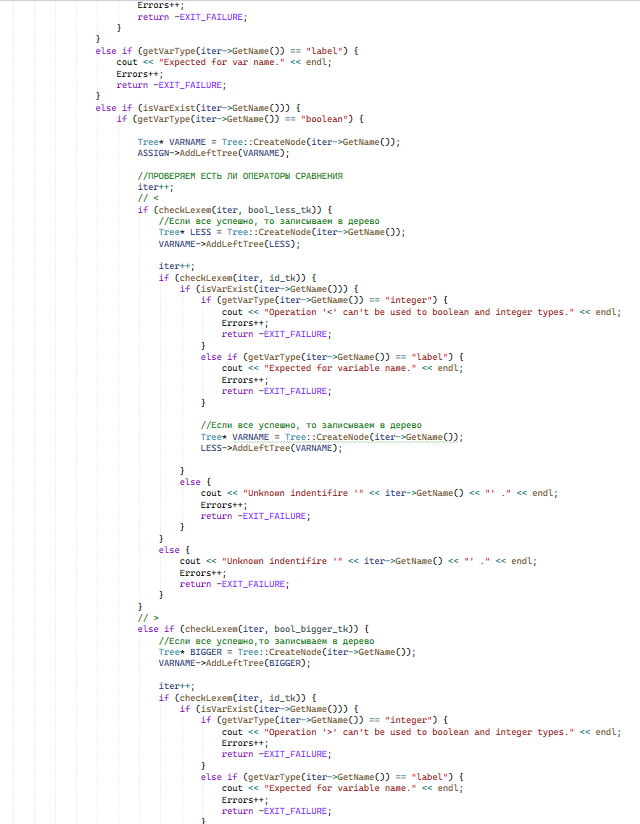 Errors++;
return -EXIT_FAILURE;
}
}
else if (getVarType(iter->GetName()) == "label") {
cout << "Expected for var name." << endl;
Errors++;
return -EXIT_FAILURE;
}
else if (isVarExist(iter->GetName())) {
if (getVarType(iter->GetName()) == "boolean") {
Tree* VARNAME = Tree::CreateNode(iter->GetName());
ASSIGN->AddLeftTree(VARNAME);
//ПРОВЕРЯЕМ ЕСТЬ ЛИ ОПЕРАТОРЫ СРАВНЕНИЯ
iter++;
// <
if (checkLexem(iter, bool_less_tk)) {
//Если все успешно, то записываем в дерево
Tree* LESS = Tree::CreateNode(iter->GetName());
VARNAME->AddLeftTree(LESS);
iter++;
if (checkLexem(iter, id_tk)) {
if (isVarExist(iter->GetName())) {
if (getVarType(iter->GetName()) == "integer") {
cout << "Operation '<' can't be used to boolean and integer types." << endl;
Errors++;
return -EXIT_FAILURE;
}
else if (getVarType(iter->GetName()) == "label") {
cout << "Expected for variable name." << endl;
Errors++;
return -EXIT_FAILURE;
}
//Если все успешно, то записываем в дерево
Tree* VARNAME = Tree::CreateNode(iter->GetName());
LESS->AddLeftTree(VARNAME);
}
else {
cout << "Unknown indentifire '" << iter->GetName() << "' ." << endl;
Errors++;
return -EXIT_FAILURE;
}
}
else {
cout << "Unknown indentifire '" << iter->GetName() << "' ." << endl;
Errors++;
return -EXIT_FAILURE;
}
}
// >
else if (checkLexem(iter, bool_bigger_tk)) {
//Если все успешно,то записываем в дерево
Tree* BIGGER = Tree::CreateNode(iter->GetName());
VARNAME->AddLeftTree(BIGGER);
iter++;
if (checkLexem(iter, id_tk)) {
if (isVarExist(iter->GetName())) {
if (getVarType(iter->GetName()) == "integer") {
cout << "Operation '>' can't be used to boolean and integer types." << endl;
Errors++;
return -EXIT_FAILURE;
}
else if (getVarType(iter->GetName()) == "label") {
cout << "Expected for variable name." << endl;
Errors++;
return -EXIT_FAILURE;
}